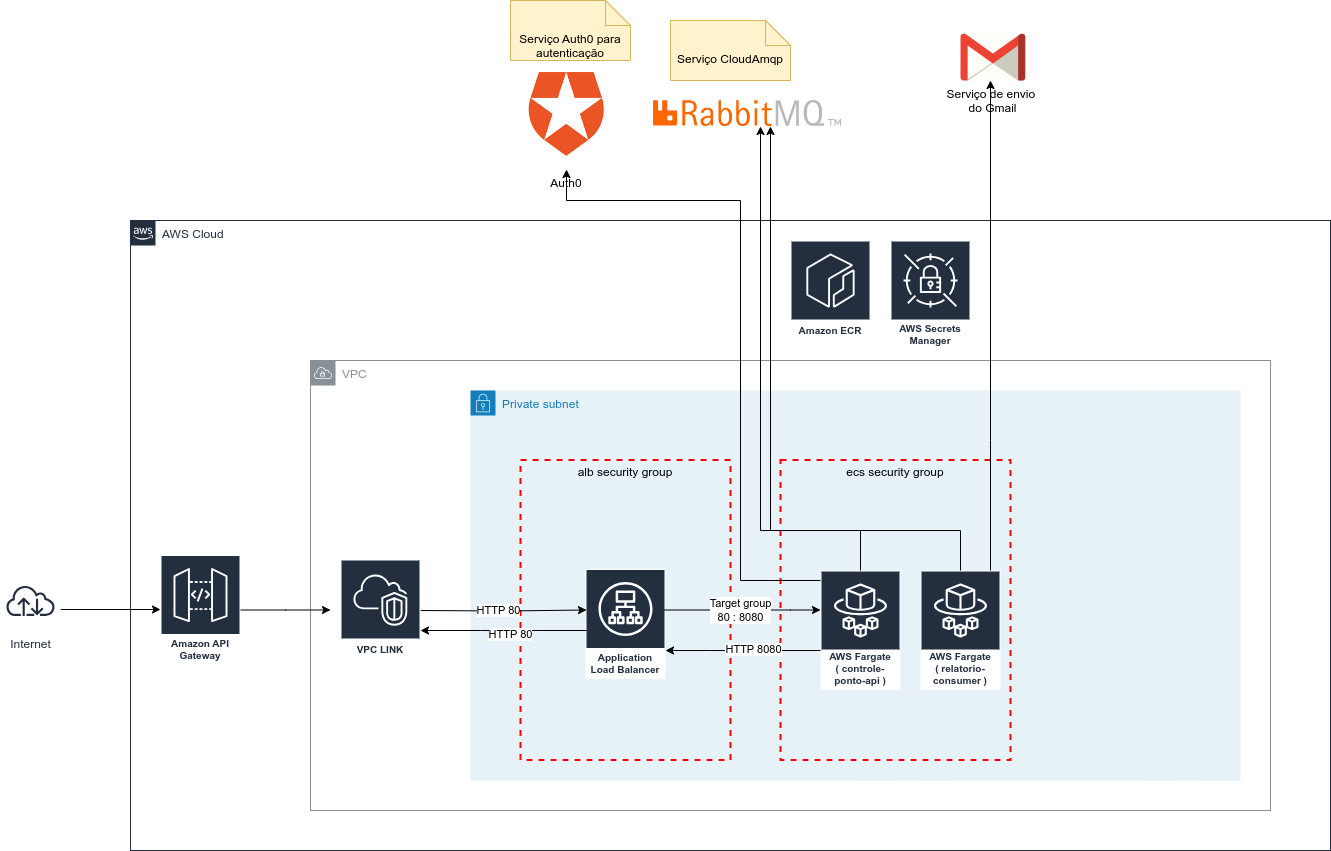 Serviço Auth0 para
autenticação
Serviço CloudAmqp
RabbitMQ™
Serviço de envio
do Gmail
Auth0
aws
AWS Cloud
Amazon ECR
AWS Secrets
Manager
VPC
Private subnet
alb security group
ecs security group
Internet
</>
Amazon API
Gateway
VPC LINK
HTTP 80
HTTP 80
Application
Load Balancer
Target group
80 : 8080
HTTP 8080
AWS Fargate
( controle-
ponto-api )
AWS Fargate
( relatorio-
consumer )